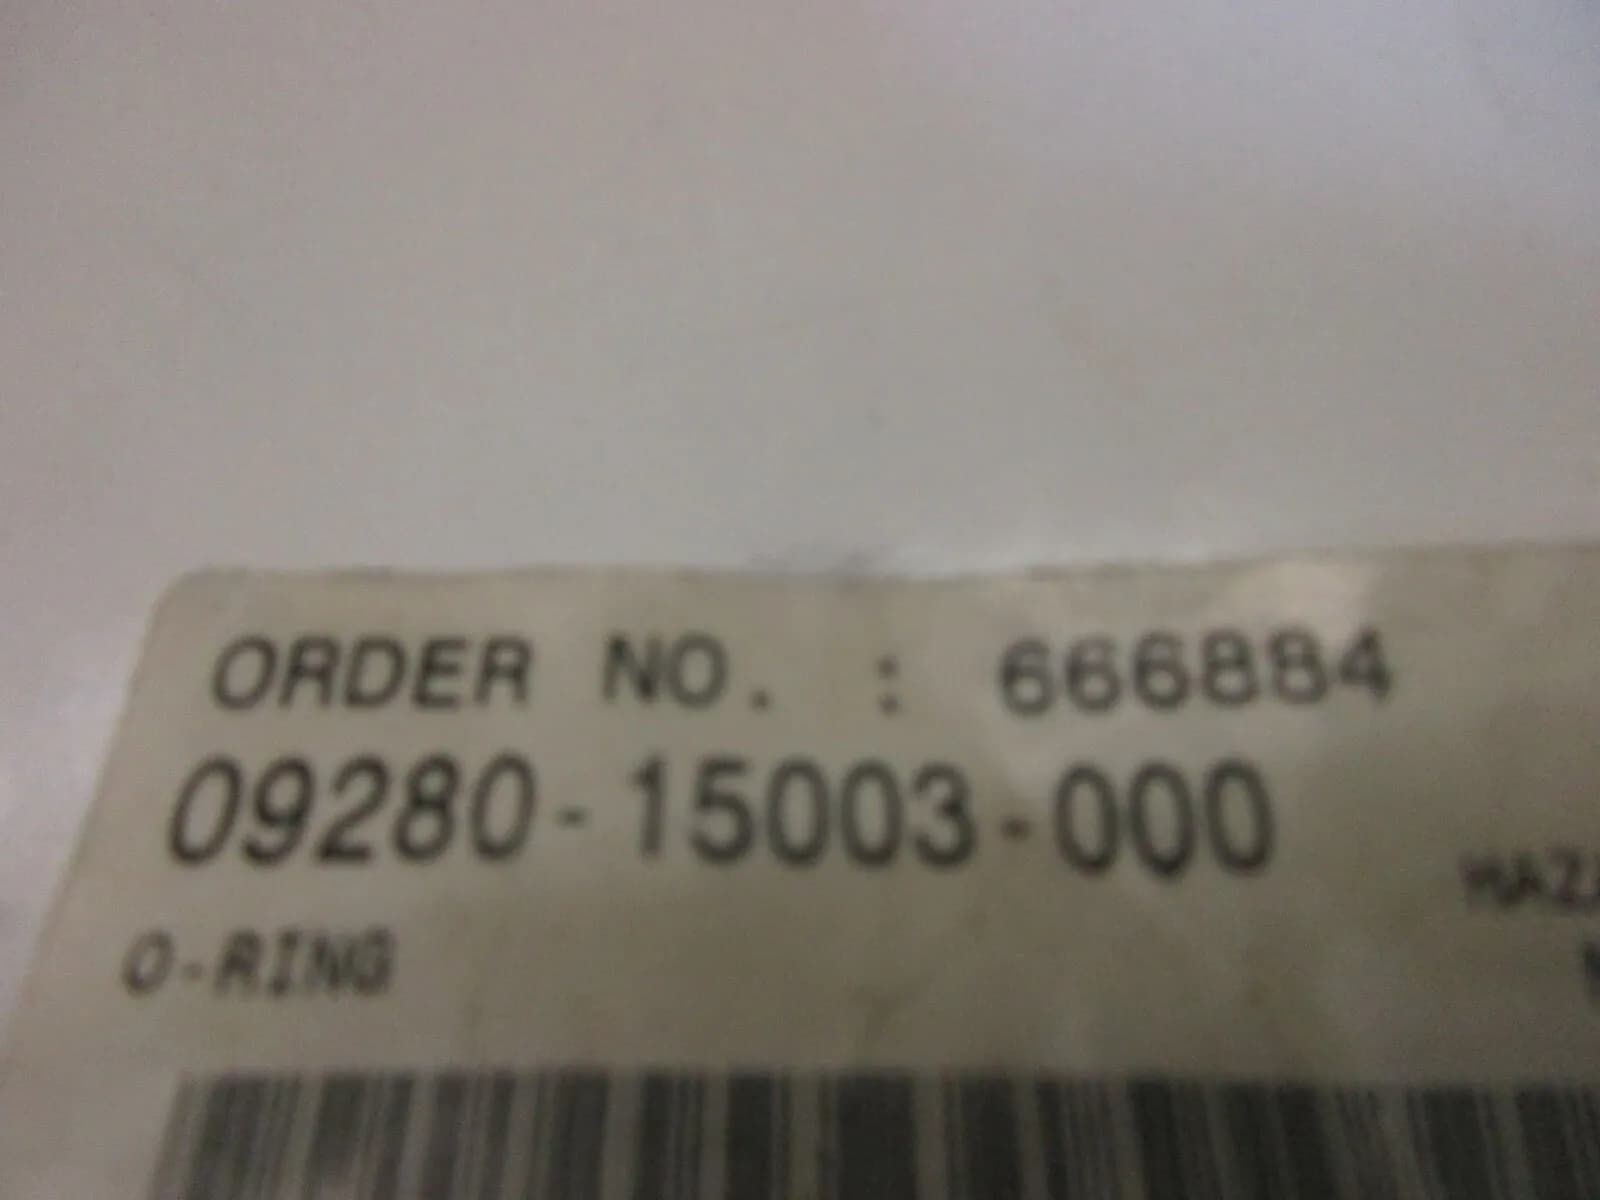 ORDER NO. : 666884
09280-15003-000
O-RING